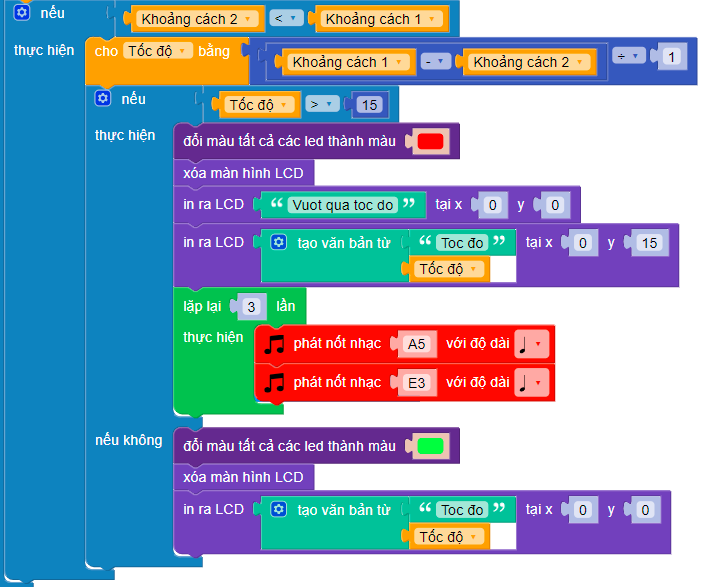 nếu Khoảng cách 2 < Khoảng cách 1
thực hiện cho Tốc độ bằng Khoảng cách 1 - Khoảng cách 2 ÷ 1
nếu Tốc độ > 15
thực hiện đổi màu tất cả các led thành màu
xóa màn hình LCD
in ra LCD “ Vuot qua toc do ” tại x 0 y 0
in ra LCD tạo văn bản từ “ Toc do ” tại x 0 y 15
Tốc độ
lặp lại 3 lần
thực hiện phát nốt nhạc A5 với độ dài ♩
phát nốt nhạc E3 với độ dài ♩
nếu không đổi màu tất cả các led thành màu
xóa màn hình LCD
in ra LCD tạo văn bản từ “ Toc do ” tại x 0 y 0
Tốc độ